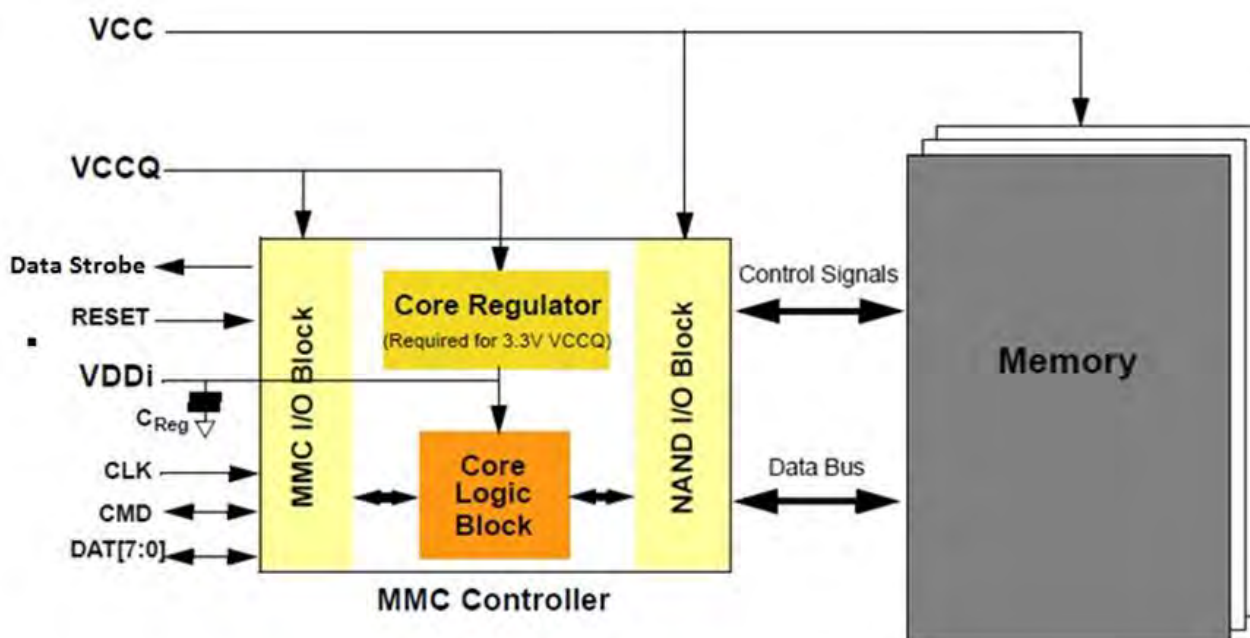 VCC
VCCQ
Data Strobe
RESET
VDDi
CReg
CLK
CMD
DAT[7:0]
MMC I/O Block
Core Regulator
(Required for 3.3V VCCQ)
Core
Logic
Block
NAND I/O Block
MMC Controller
Control Signals
Data Bus
Memory